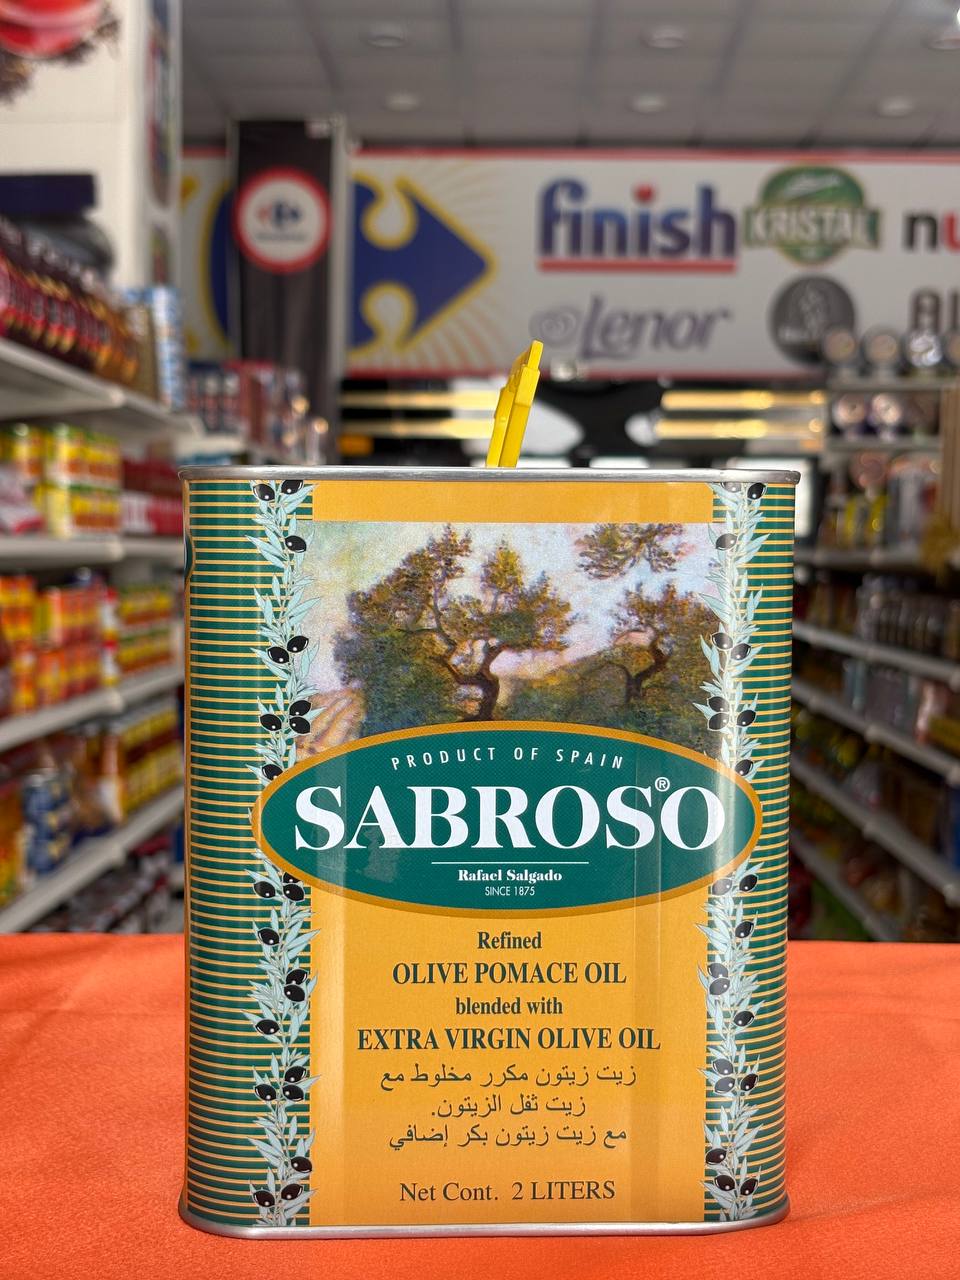 finish
KRISTAL
Lenor
PRODUCT OF SPAIN
SABROSO®
Rafael Salgado
SINCE 1875
Refined
OLIVE POMACE OIL
blended with
EXTRA VIRGIN OLIVE OIL
زيت زيتون مكرر مخلوط مع
زيت ثفل الزيتون.
مع زيت زيتون بكر إضافي
Net Cont. 2 LITERS